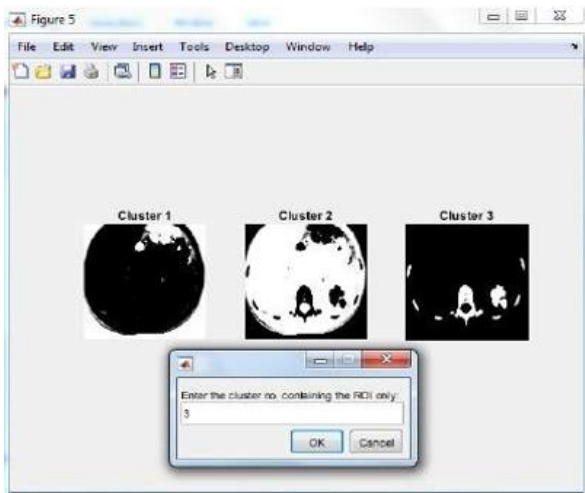 Figure 5
File Edit View Insert Tools Desktop Window Help
Cluster 1 Cluster 2 Cluster 3
Enter the cluster no. containing the ROI only:
3
OK Cancel